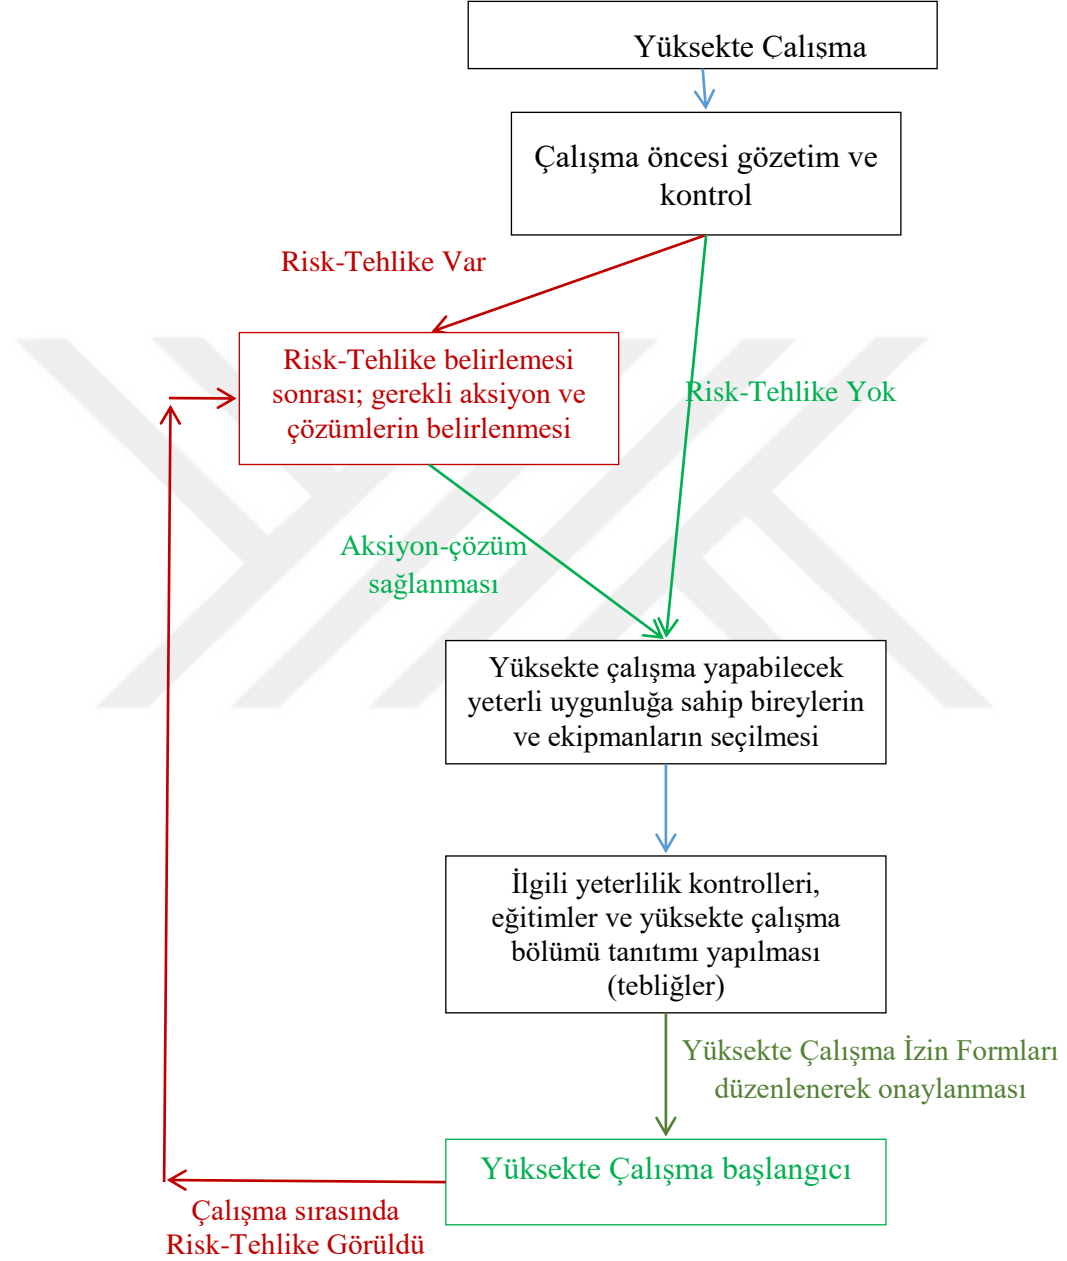 Yüksekte Çalışma
Çalışma öncesi gözetim ve
kontrol
Risk-Tehlike Var
Risk-Tehlike belirlemesi
sonrası; gerekli aksiyon ve
çözümlerin belirlenmesi
Risk-Tehlike Yok
Aksiyon-çözüm
sağlanması
Yüksekte çalışma yapabilecek
yeterli uygunluğa sahip bireylerin
ve ekipmanların seçilmesi
İlgili yeterlilik kontrolleri,
eğitimler ve yüksekte çalışma
bölümü tanıtımı yapılması
(tebliğler)
Yüksekte Çalışma İzin Formları
düzenlenerek onaylanması
Yüksekte Çalışma başlangıcı
Çalışma sırasında
Risk-Tehlike Görüldü